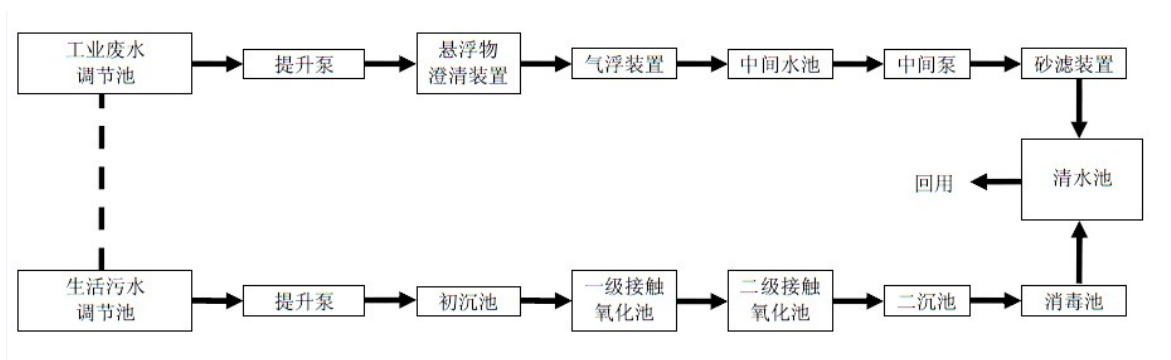 工业废水
调节池
提升泵
悬浮物
澄清装置
气浮装置
中间水池
中间泵
砂滤装置
回用
清水池
生活污水
调节池
提升泵
初沉池
一级接触
氧化池
二级接触
氧化池
二沉池
消毒池